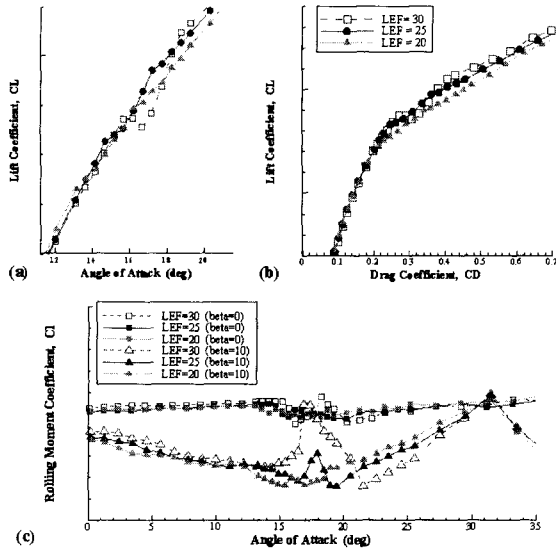 (a)
Lift Coefficient, CL
12
14
16
18
20
Angle of Attack (deg)
LEF = 30
LEF = 25
LEF = 20
(b)
Lift Coefficient, CL
0
0.1
0.2
0.3
0.4
0.5
0.6
0.7
Drag Coefficient, CD
LEF=30 (beta=0)
LEF=25 (beta=0)
LEF=20 (beta=0)
LEF=30 (beta=10)
LEF=25 (beta=10)
LEF=20 (beta=10)
(c)
Rolling Moment Coefficient, Cl
0
5
10
15
20
25
30
35
Angle of Attack (deg)